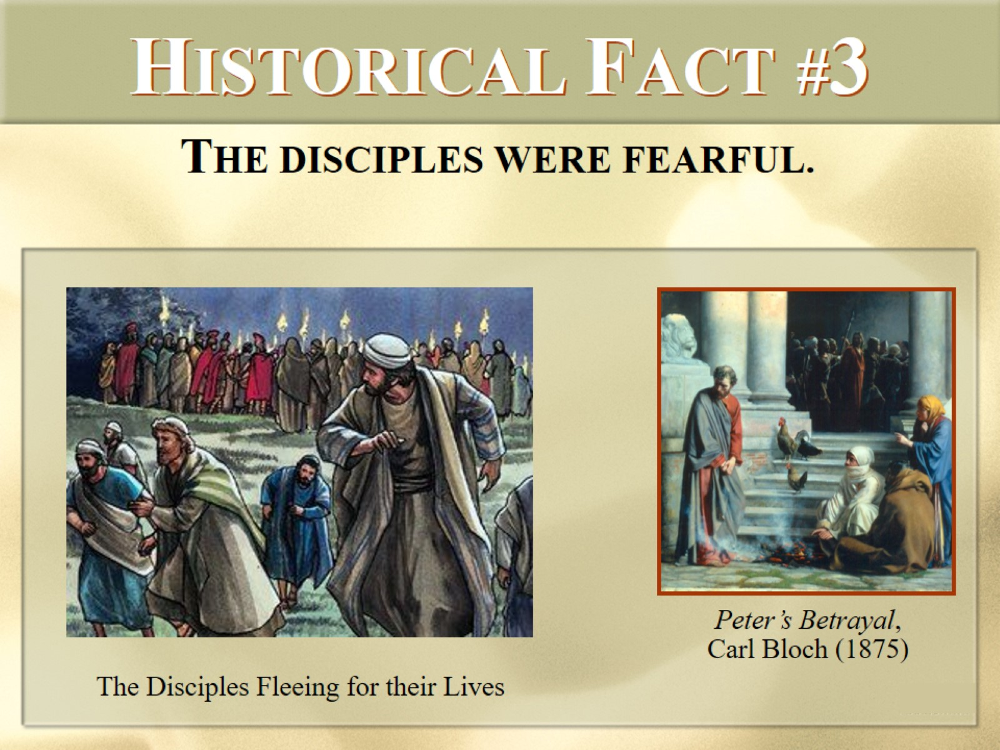 HISTORICAL FACT #3
THE DISCIPLES WERE FEARFUL.
Peter’s Betrayal,
Carl Bloch (1875)
The Disciples Fleeing for their Lives